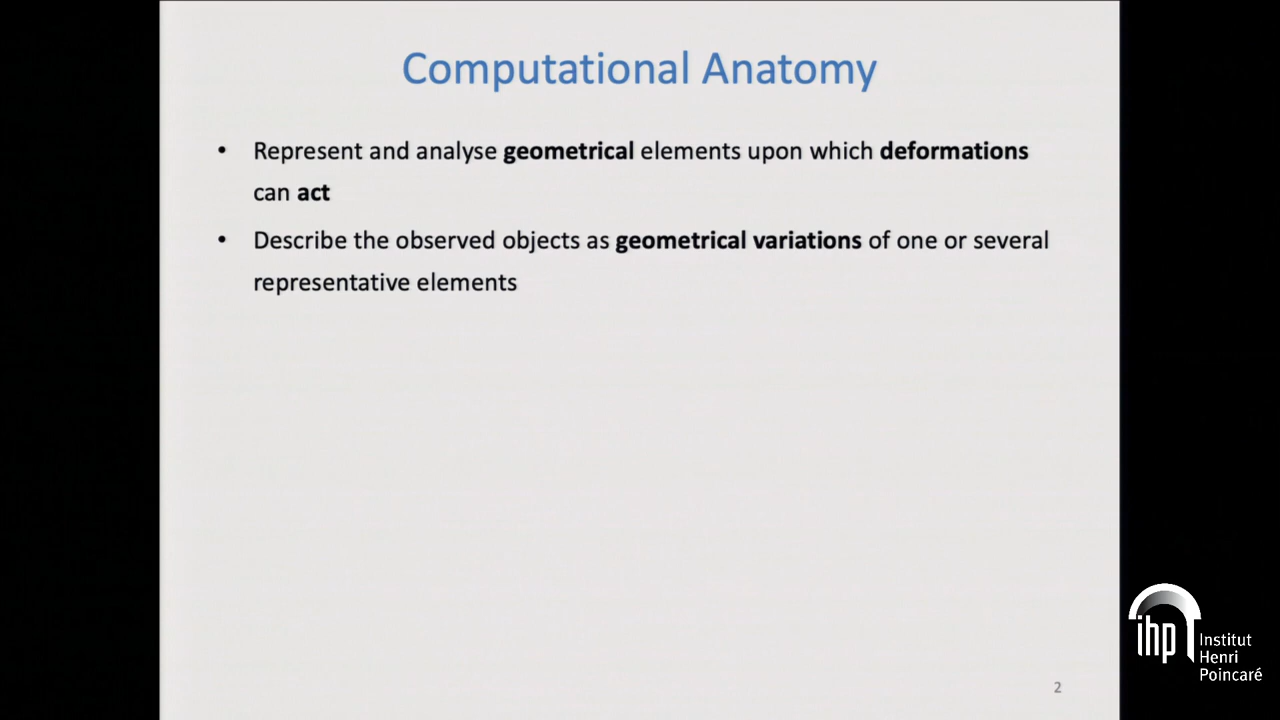 Computational Anatomy
• Represent and analyse geometrical elements upon which deformations
can act
• Describe the observed objects as geometrical variations of one or several
representative elements
2
ihp
Institut
Henri
Poincaré